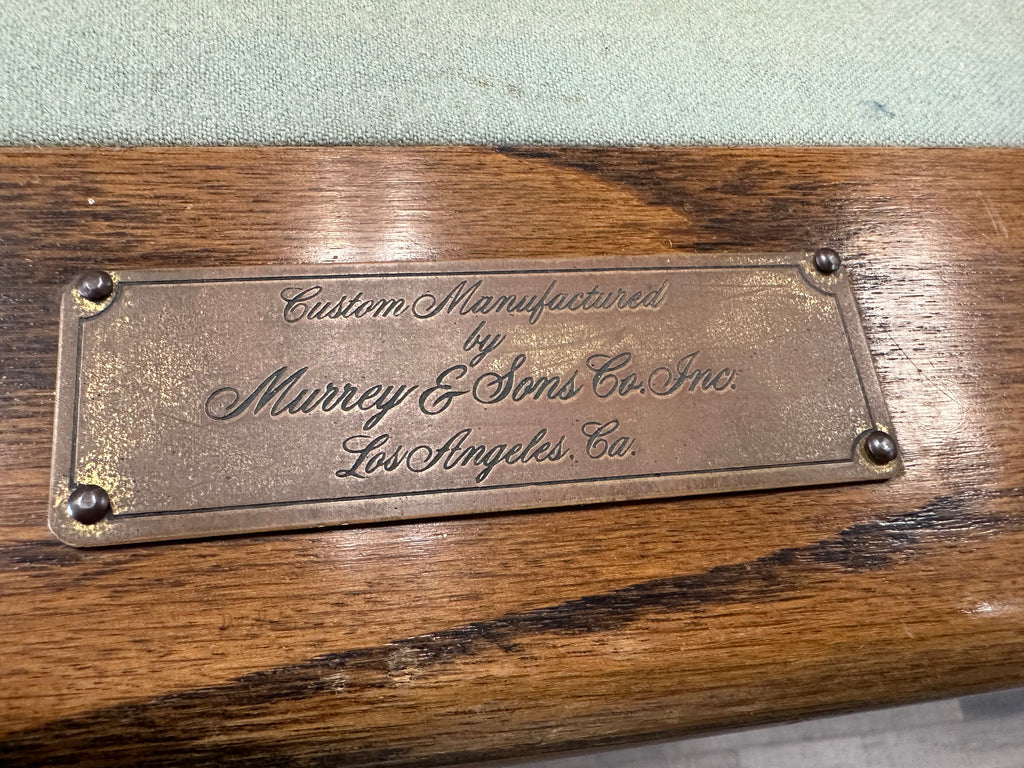 Custom Manufactured
by
Murrey & Sons Co. Inc.
Los Angeles, Ca.